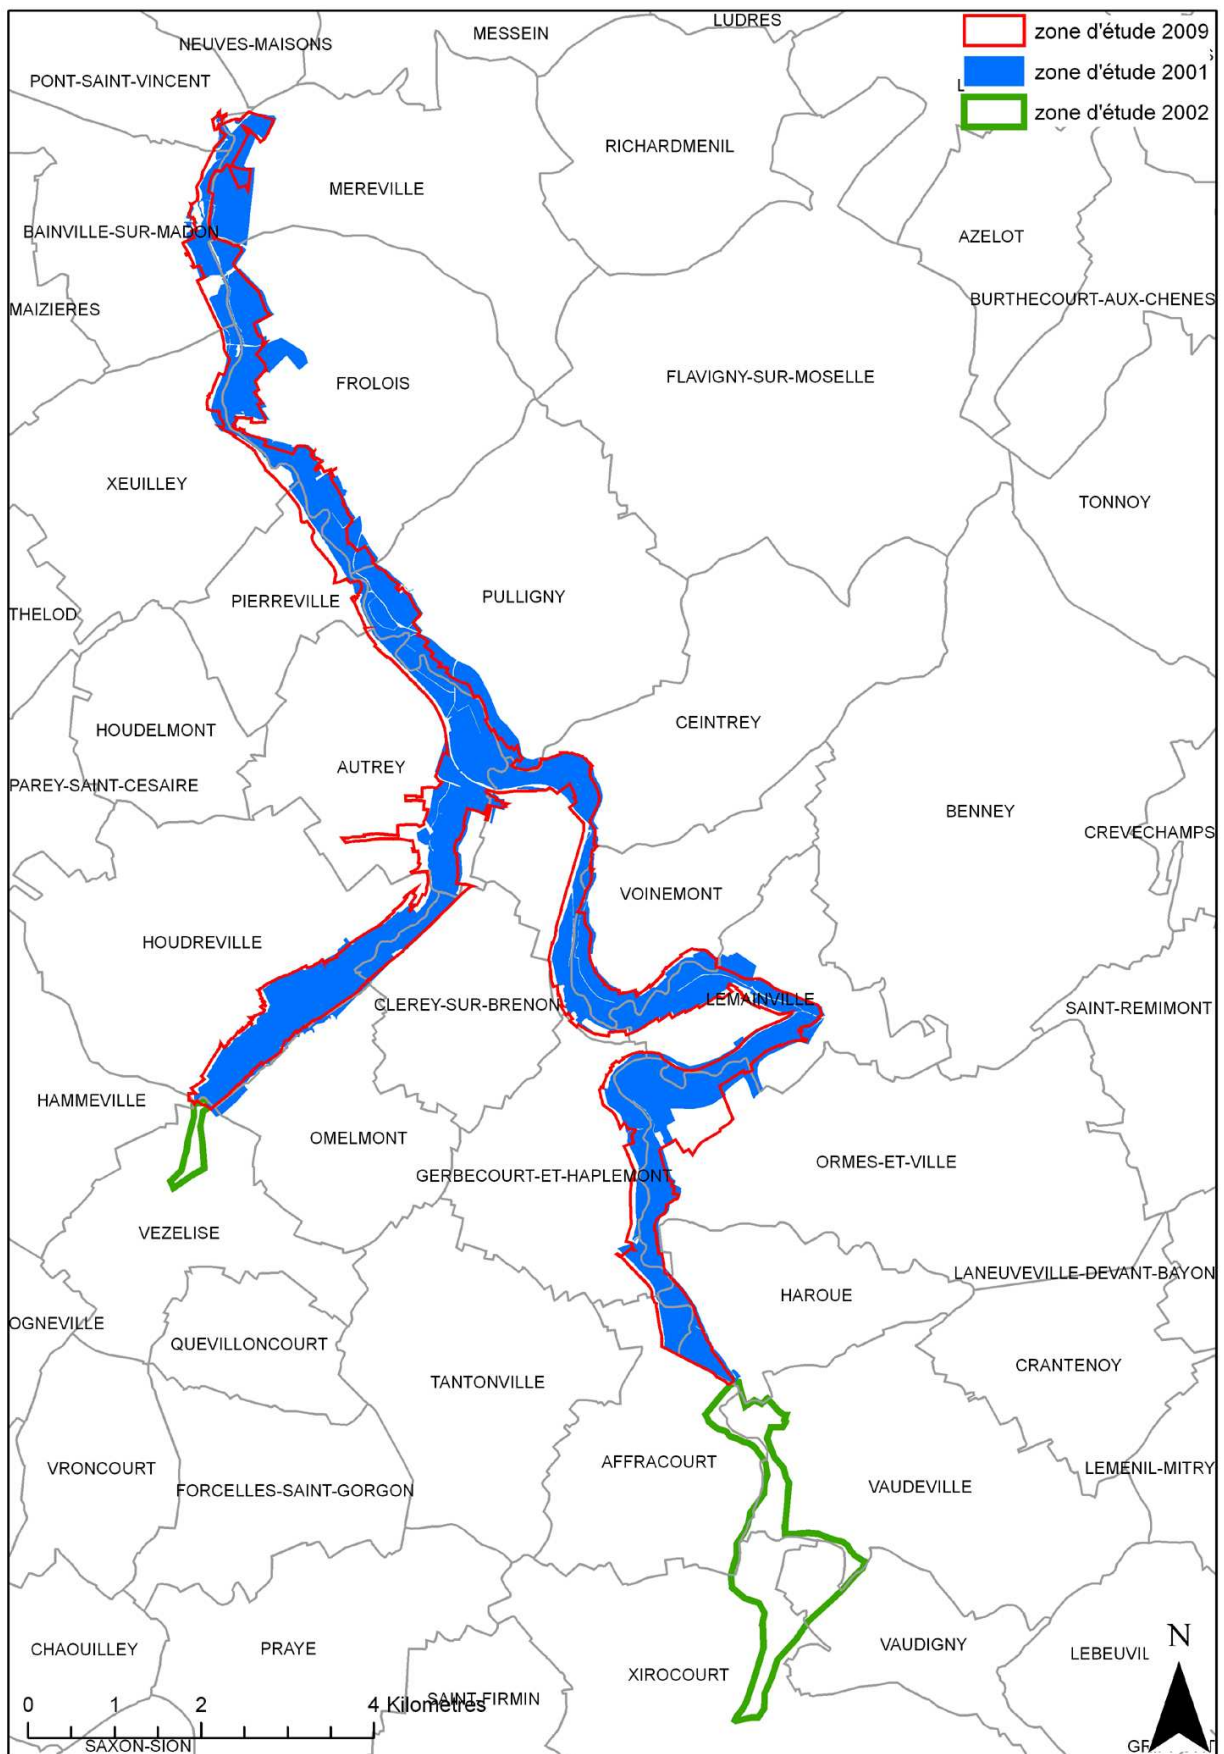 LUDRES
zone d'étude 2009
MESSEIN
NEUVES-MAISONS
zone d'étude 2001
PONT-SAINT-VINCENT
zone d'étude 2002
RICHARDMENIL
MEREVILLE
BAINVILLE-SUR-MADON
AZELOT
BURTHECOURT-AUX-CHENES
MAIZIERES
FLAVIGNY-SUR-MOSELLE
FROLOIS
XEUILLEY
TONNOY
PULLIGNY
PIERREVILLE
THELOD
CEINTREY
HOUDELMONT
AUTREY
PAREY-SAINT-CESAIRE
BENNEY
CREVECHAMPS
VOINEMONT
HOUDREVILLE
LEMAINVILLE
CLEREY-SUR-BRENON
SAINT-REMIMONT
HAMMEVILLE
OMELMONT
ORMES-ET-VILLE
GERBECOURT-ET-HAPLEMONT
VEZELISE
LANEUVEVILLE-DEVANT-BAYON
HAROUE
OGNEVILLE
QUEVILLONCOURT
CRANTENOY
TANTONVILLE
AFFRACOURT
VRONCOURT
LEMENIL-MITRY
VAUDEVILLE
FORCELLES-SAINT-GORGON
N
VAUDIGNY
CHAOUILLEY
PRAYE
LEBEUVIL
XIROCOURT
SAINT-FIRMIN
0 1 2 4 Kilomètres
SAXON-SION